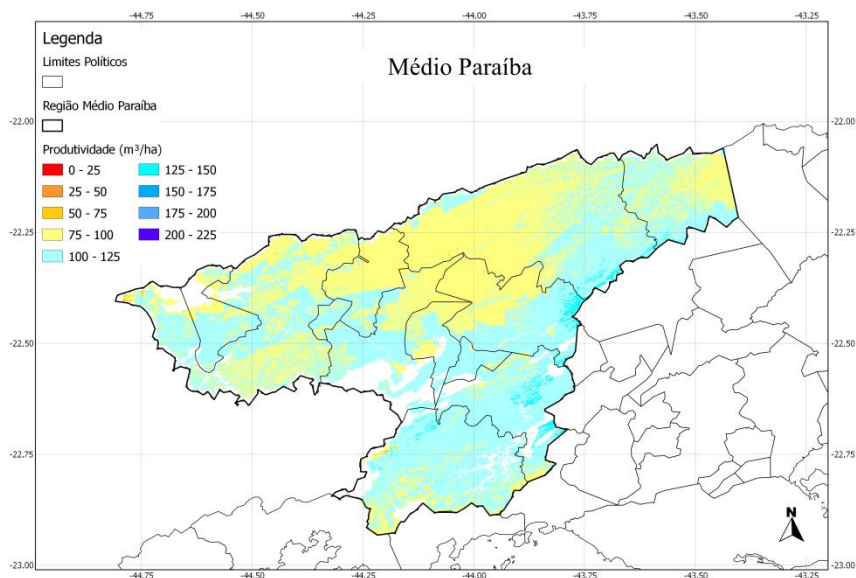 -44.75 -44.50 -44.25 -44.00 -43.75 -43.50 -43.25
Legenda
Médio Paraíba
Limites Políticos
Região Médio Paraíba
Produtividade (m³/ha)
0 - 25 125 - 150
25 - 50 150 - 175
50 - 75 175 - 200
75 - 100 200 - 225
100 - 125
-22.00 -22.00
-22.25 -22.25
-22.50 -22.50
-22.75 -22.75
N
-23.00 -23.00
-44.75 -44.50 -44.25 -44.00 -43.75 -43.50 -43.25